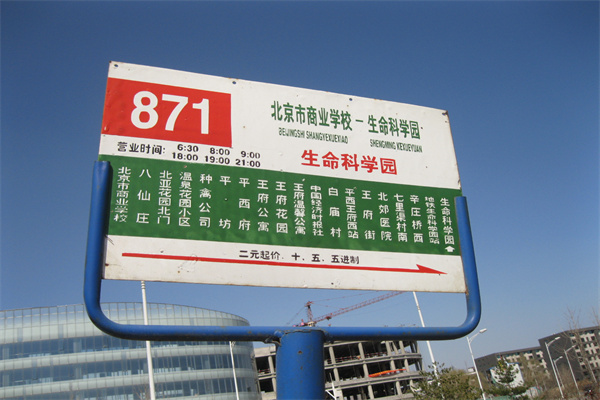 871
北京市商业学校－生命科学园
BEIJINGSHI SHANGYEXUEXIAO
SHENGMING KEXUEYUAN
营业时间: 6:30 8:00 9:00
18:00 19:00 21:00
生命科学园
北京市商业学校
八仙庄
北亚花园北门
温泉花园小区
种禽公司
平坊
平西府
王府公寓
王府花园
王府温馨公寓
中国经济时报社
白庙村
平西王府西站
王府街
北郊医院
七里渠村南
辛庄桥西
地铁生命科学园站
生命科学园
二元起价.十.五.五进制